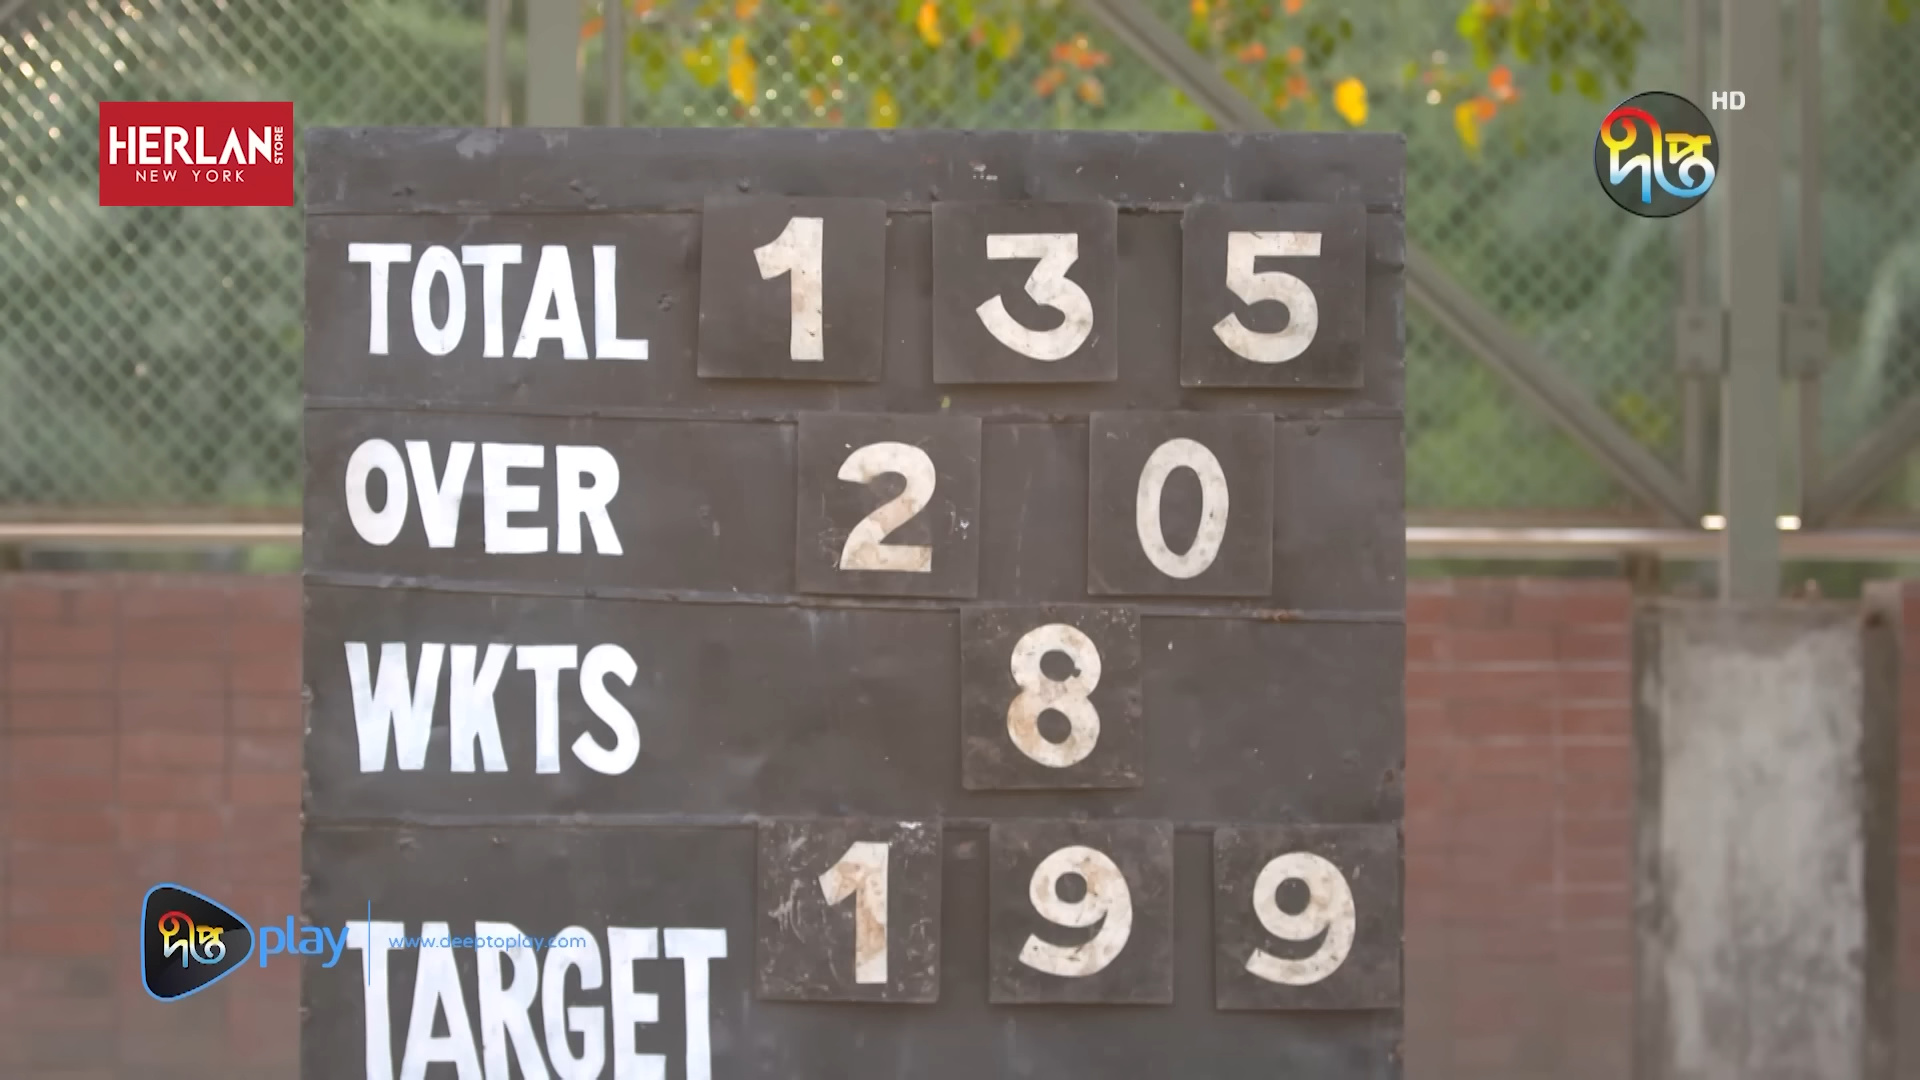 HERLAN STORE
NEW YORK
দীপ্ত
HD
TOTAL 1 3 5
OVER 2 0
WKTS 8
TARGET 1 9 9
দীপ্ত play www.deeptoplay.com